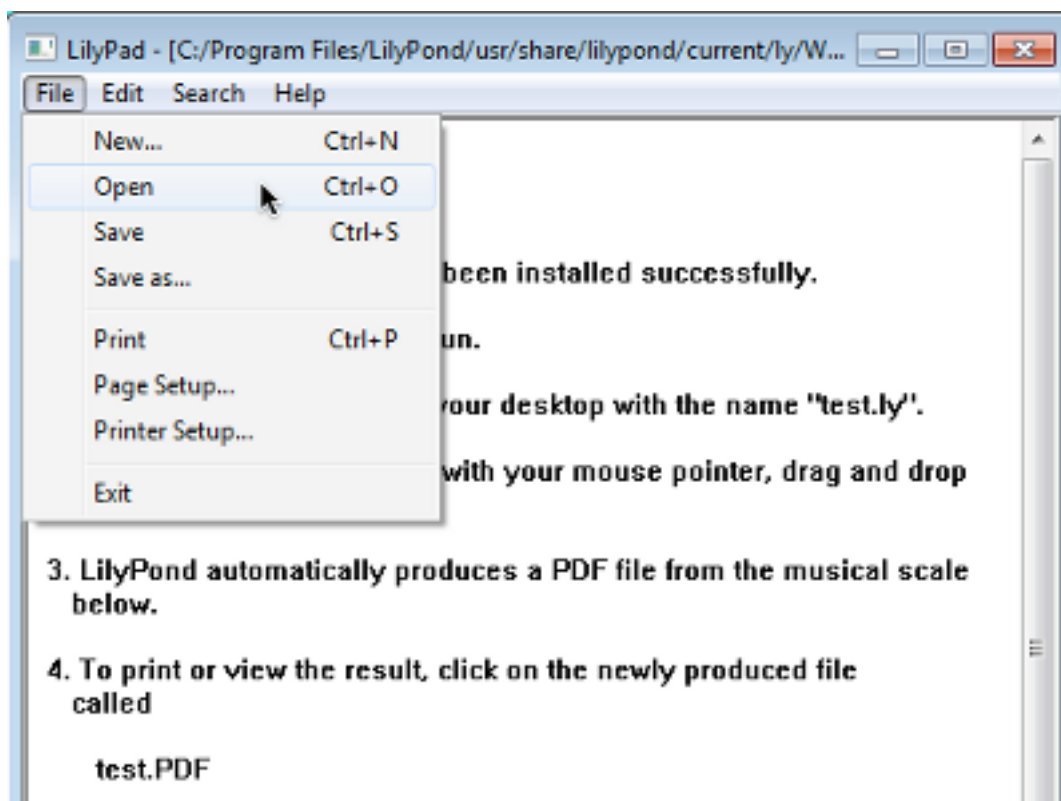 LilyPad - [C:/Program Files/LilyPond/usr/share/lilypond/current/ly/W...
File Edit Search Help
New... Ctrl+N
Open Ctrl+O
Save Ctrl+S
Save as...
Print Ctrl+P
Page Setup...
Printer Setup...
Exit
been installed successfully.
un.
your desktop with the name "test.ly".
with your mouse pointer, drag and drop
3. LilyPond automatically produces a PDF file from the musical scale
below.
4. To print or view the result, click on the newly produced file
called
test.PDF